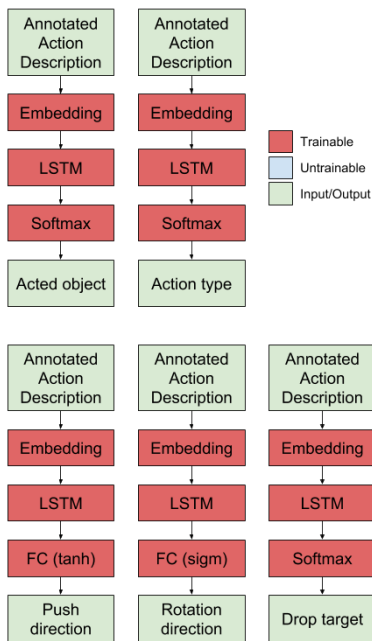 Annotated
Action
Description
Embedding
LSTM
Softmax
Acted object
Annotated
Action
Description
Embedding
LSTM
Softmax
Action type
Trainable
Untrainable
Input/Output
Annotated
Action
Description
Embedding
LSTM
FC (tanh)
Push
direction
Annotated
Action
Description
Embedding
LSTM
FC (sigm)
Rotation
direction
Annotated
Action
Description
Embedding
LSTM
Softmax
Drop target